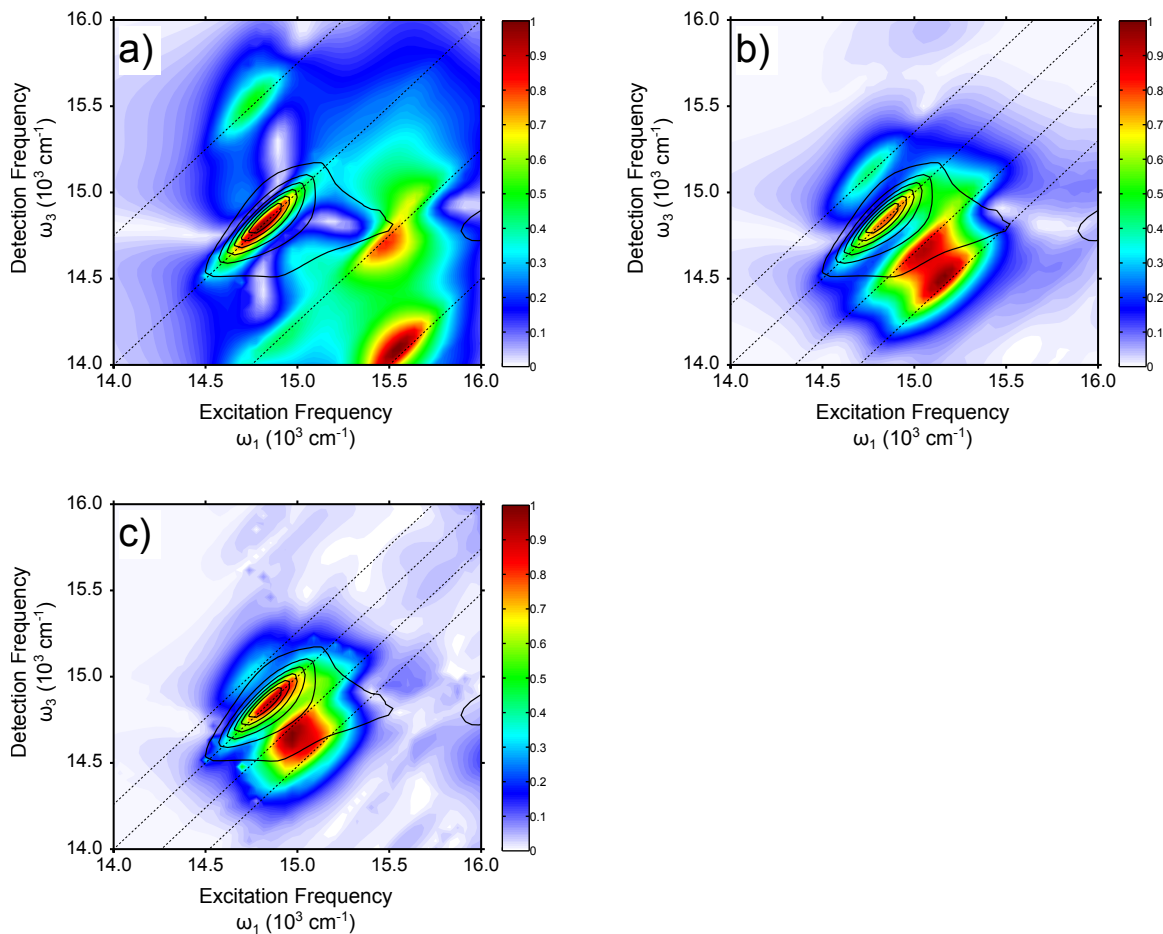 a)
16.0
15.5
15.0
14.5
14.0
14.0 14.5 15.0 15.5 16.0
Detection Frequency
ω3 (10³ cm⁻¹)
Excitation Frequency
ω1 (10³ cm⁻¹)
1
0.9
0.8
0.7
0.6
0.5
0.4
0.3
0.2
0.1
0
b)
16.0
15.5
15.0
14.5
14.0
14.0 14.5 15.0 15.5 16.0
Detection Frequency
ω3 (10³ cm⁻¹)
Excitation Frequency
ω1 (10³ cm⁻¹)
1
0.9
0.8
0.7
0.6
0.5
0.4
0.3
0.2
0.1
0
c)
16.0
15.5
15.0
14.5
14.0
14.0 14.5 15.0 15.5 16.0
Detection Frequency
ω3 (10³ cm⁻¹)
Excitation Frequency
ω1 (10³ cm⁻¹)
1
0.9
0.8
0.7
0.6
0.5
0.4
0.3
0.2
0.1
0